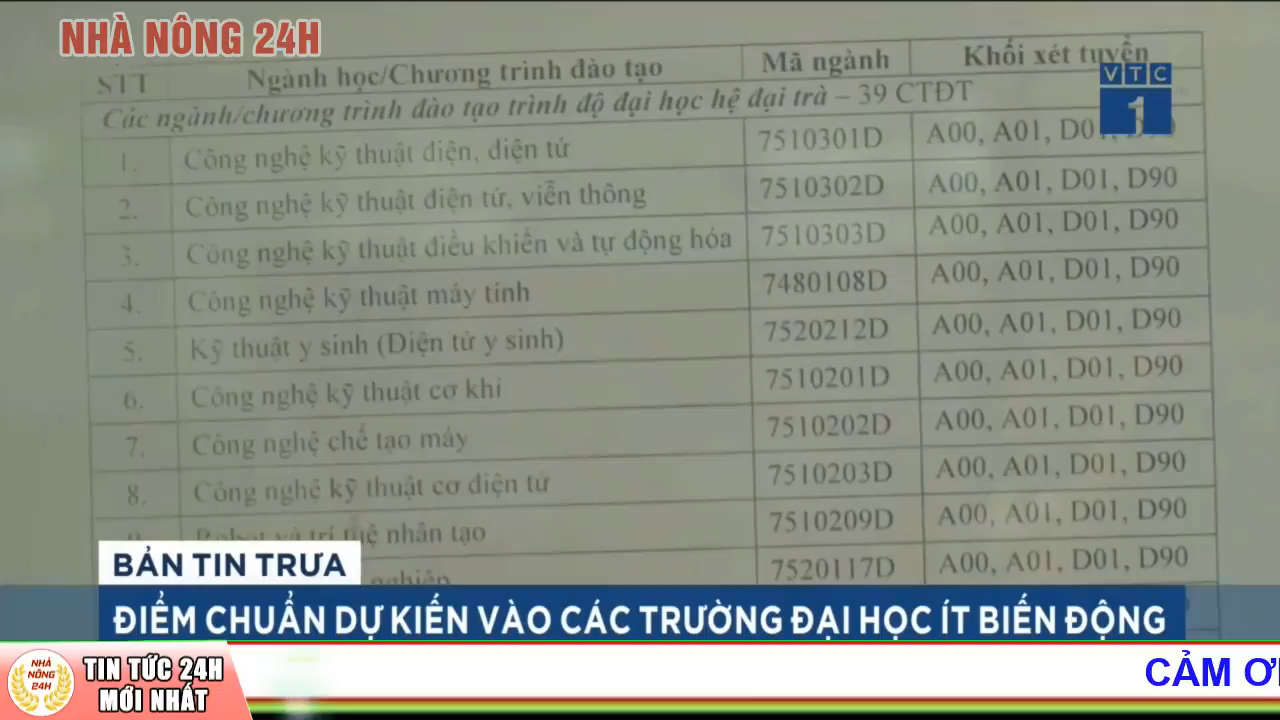 NHÀ NÔNG 24H
STT Ngành học/Chương trình đào tạo Mã ngành Khối xét tuyển
VTC
1
Các ngành/chương trình đào tạo trình độ đại học hệ đại trà – 39 CTĐT
1. Công nghệ kỹ thuật điện, điện tử 7510301D A00, A01, D01,
2. Công nghệ kỹ thuật điện tử, viễn thông 7510302D A00, A01, D01, D90
3. Công nghệ kỹ thuật điều khiển và tự động hóa 7510303D A00, A01, D01, D90
4. Công nghệ kỹ thuật máy tính 7480108D A00, A01, D01, D90
5. Kỹ thuật y sinh (Điện tử y sinh) 7520212D A00, A01, D01, D90
6. Công nghệ kỹ thuật cơ khí 7510201D A00, A01, D01, D90
7. Công nghệ chế tạo máy 7510202D A00, A01, D01, D90
8. Công nghệ kỹ thuật cơ điện tử 7510203D A00, A01, D01, D90
và trí tuệ nhân tạo 7510209D A00, A01, D01, D90
nghiệp 7520117D A00, A01, D01, D90
BẢN TIN TRƯA
ĐIỂM CHUẨN DỰ KIẾN VÀO CÁC TRƯỜNG ĐẠI HỌC ÍT BIẾN ĐỘNG
NHÀ NÔNG 24H
TIN TỨC 24H
MỚI NHẤT
CẢM ƠN